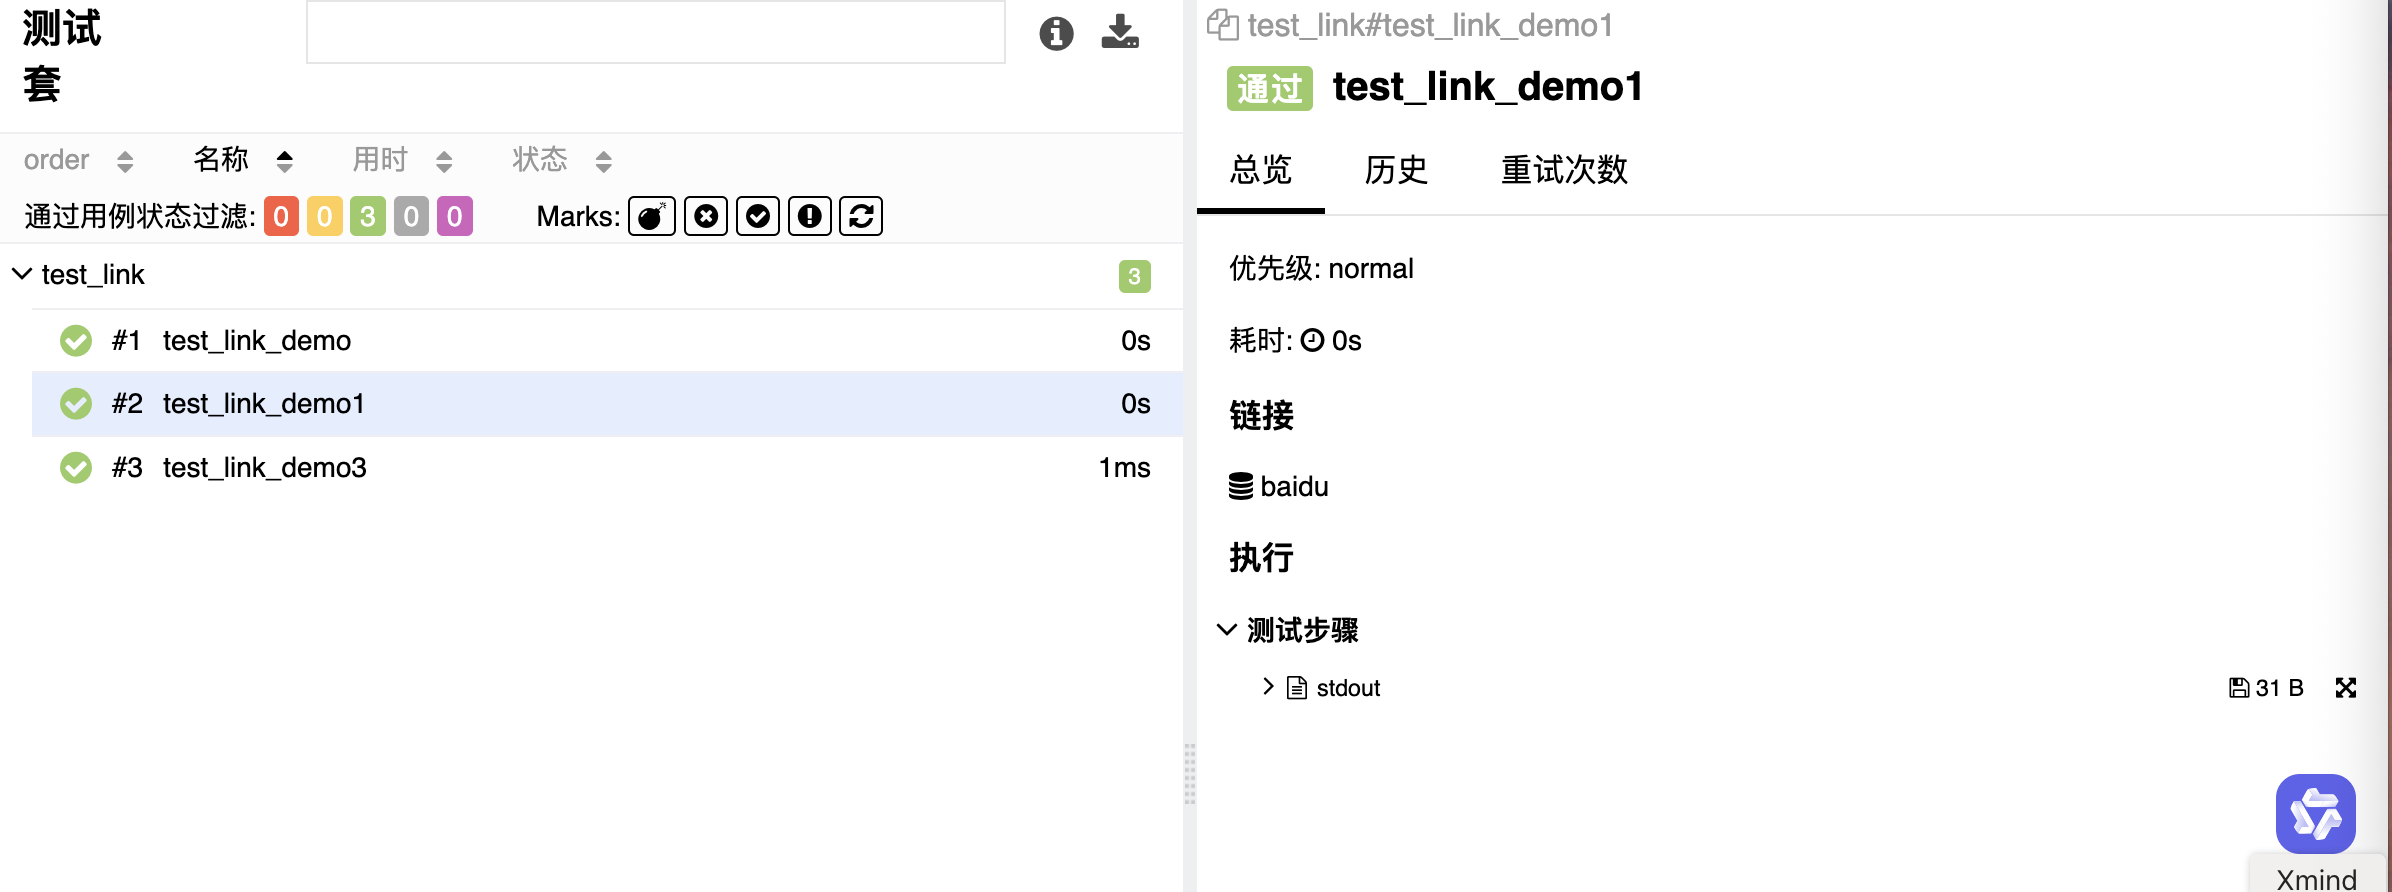 测试
套
order 名称 用时 状态
通过用例状态过滤: 0 0 3 0 0 Marks:
test_link 3
#1 test_link_demo 0s
#2 test_link_demo1 0s
#3 test_link_demo3 1ms
test_link#test_link_demo1
通过 test_link_demo1
总览 历史 重试次数
优先级: normal
耗时: 0s
链接
baidu
执行
测试步骤
stdout 31 B
Xmind